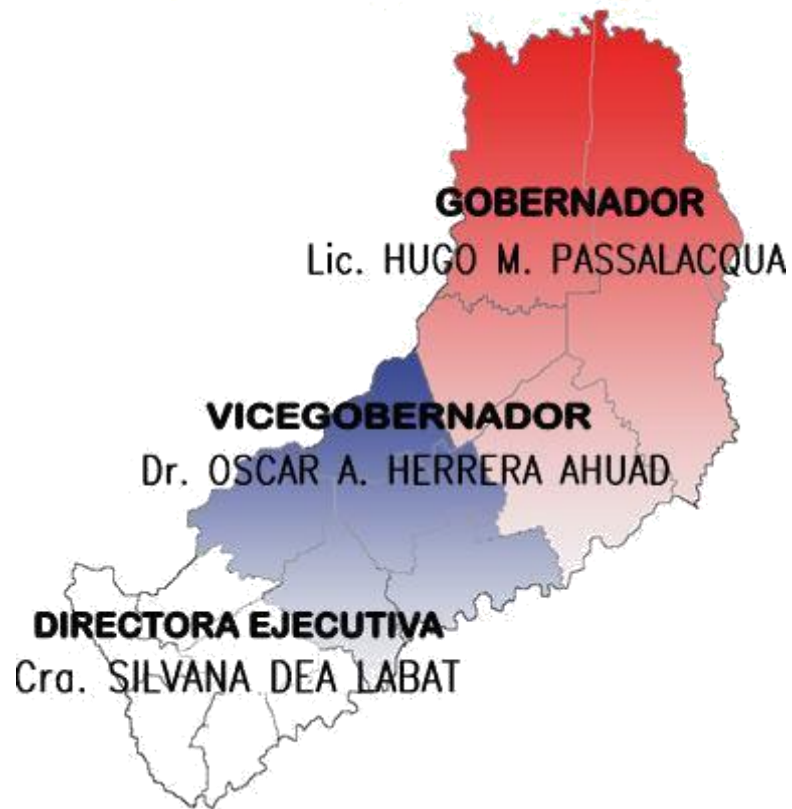 GOBERNADOR
Lic. HUGO M. PASSALACQUA
VICEGOBERNADOR
Dr. OSCAR A. HERRERA AHUAD
DIRECTORA EJECUTIVA
Cra. SILVANA DEA LABAT